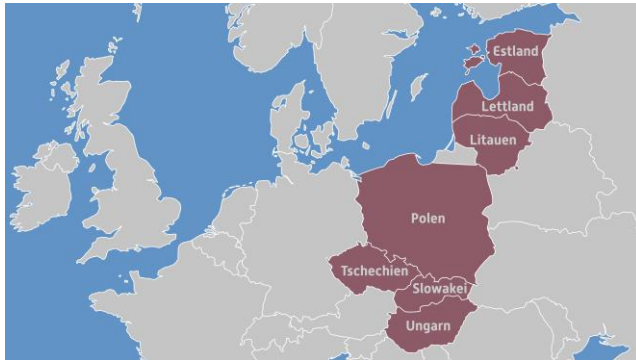 Estland
Lettland
Litauen
Polen
Tschechien
Slowakei
Ungarn